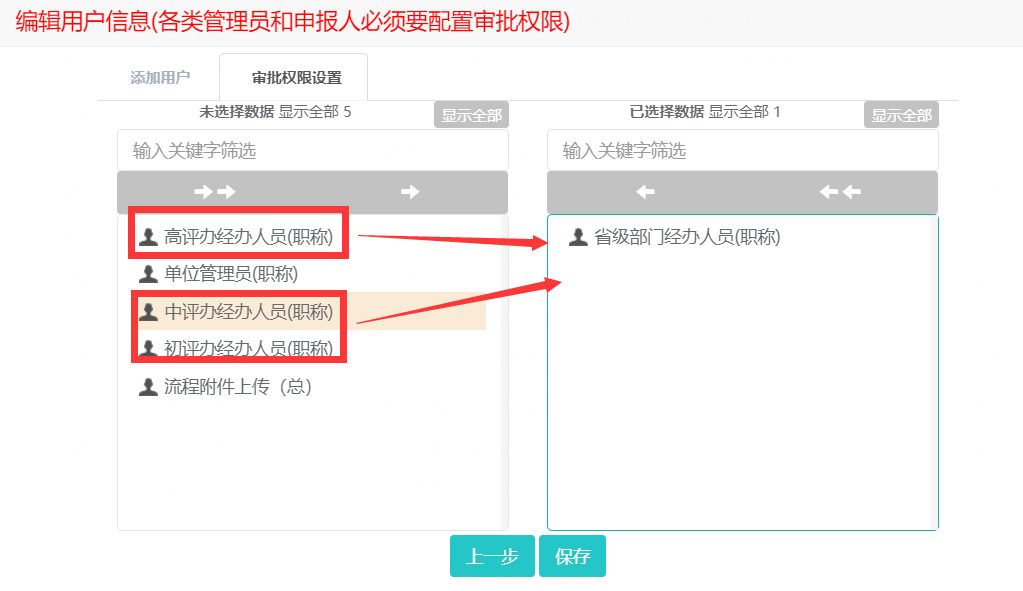 编辑用户信息(各类管理员和申报人必须要配置审批权限)
添加用户
审批权限设置
未选择数据 显示全部 5
显示全部
已选择数据 显示全部 1
显示全部
输入关键字筛选
输入关键字筛选
高评办经办人员(职称)
省级部门经办人员(职称)
单位管理员(职称)
中评办经办人员(职称)
初评办经办人员(职称)
流程附件上传（总）
上一步
保存